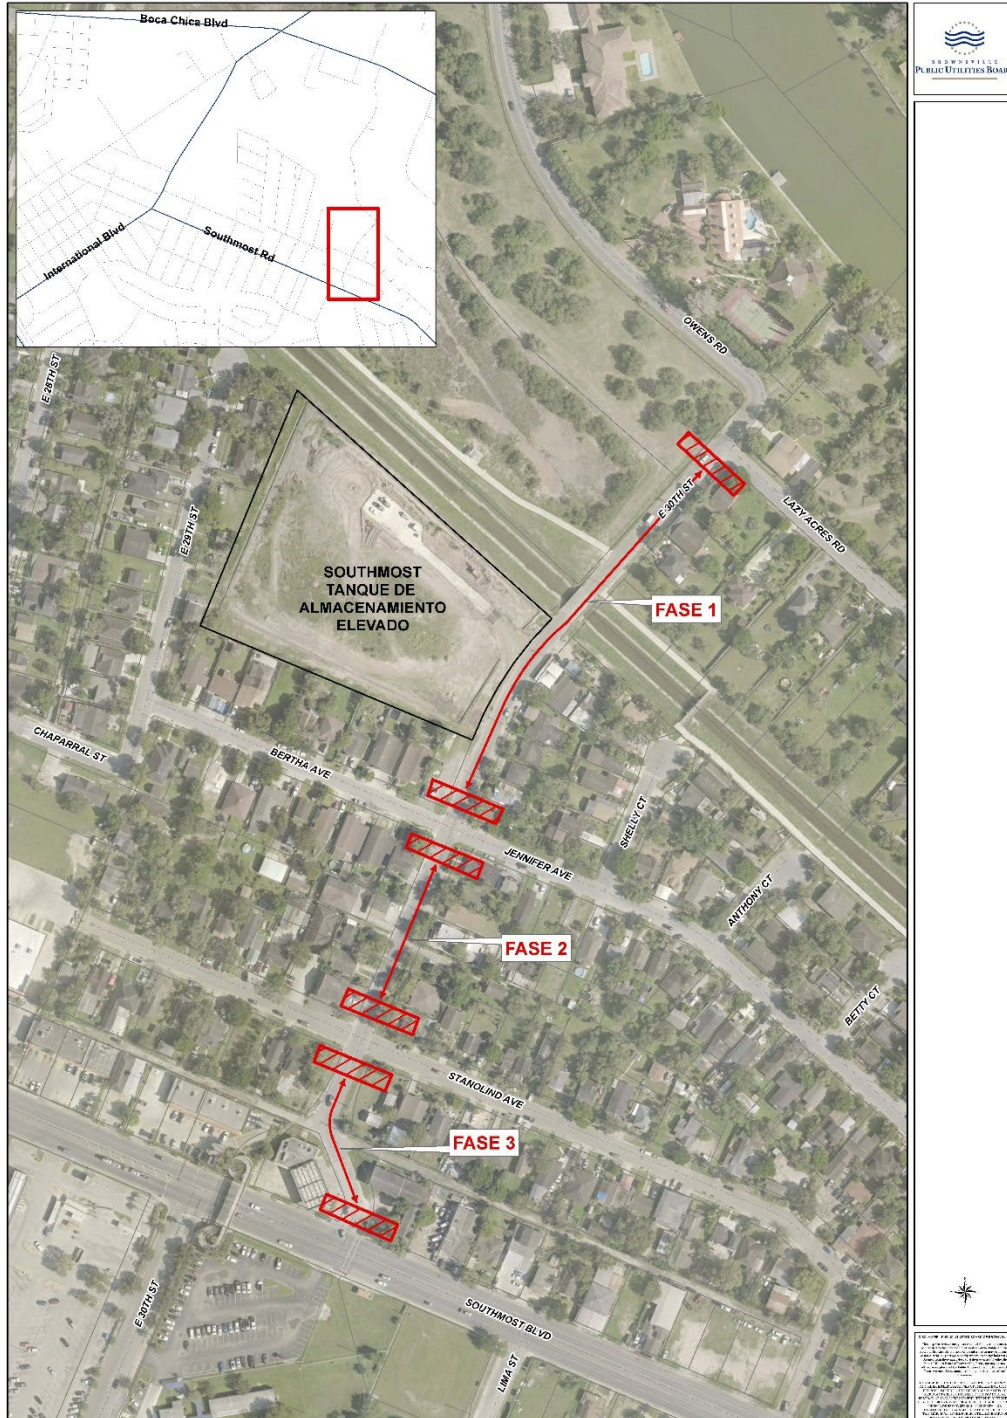 Boca Chica Blvd
International Blvd
Southmost Rd
BROWNSVILLE
PUBLIC UTILITIES BOARD
E 28TH ST
E 29TH ST
OWENS RD
E 30TH ST
LAZY ACRES RD
SOUTHMOST
TANQUE DE
ALMACENAMIENTO
ELEVADO
FASE 1
CHAPARRAL ST
BERTHA AVE
SHELLY CT
JENNIFER AVE
ANTHONY CT
FASE 2
BETTY CT
STANOLIND AVE
FASE 3
E 30TH ST
SOUTHMOST BLVD
LIMA ST